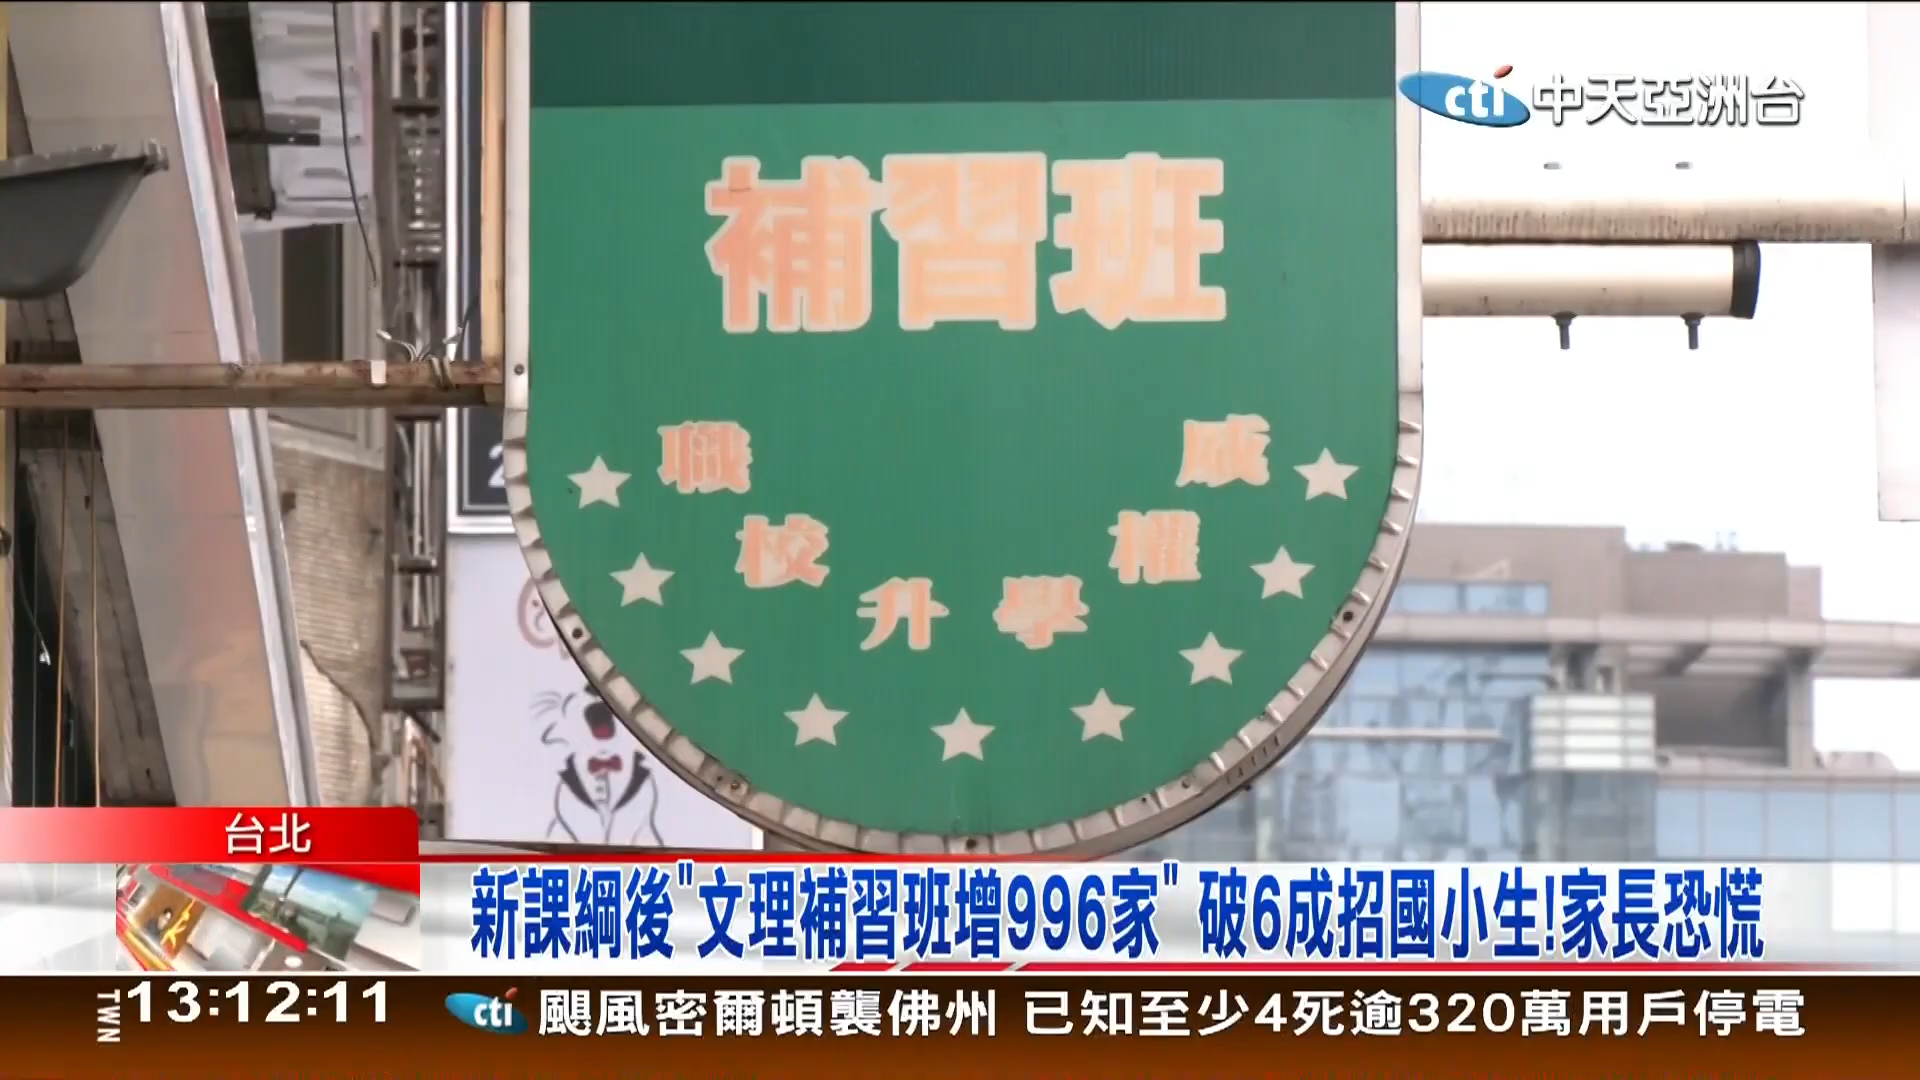 cti 中天亞洲台
補習班
職校升學權威
台北
新課綱後"文理補習班增996家" 破6成招國小生!家長恐慌
TWN 13:12:11
cti 颶風密爾頓襲佛州 已知至少4死逾320萬用戶停電